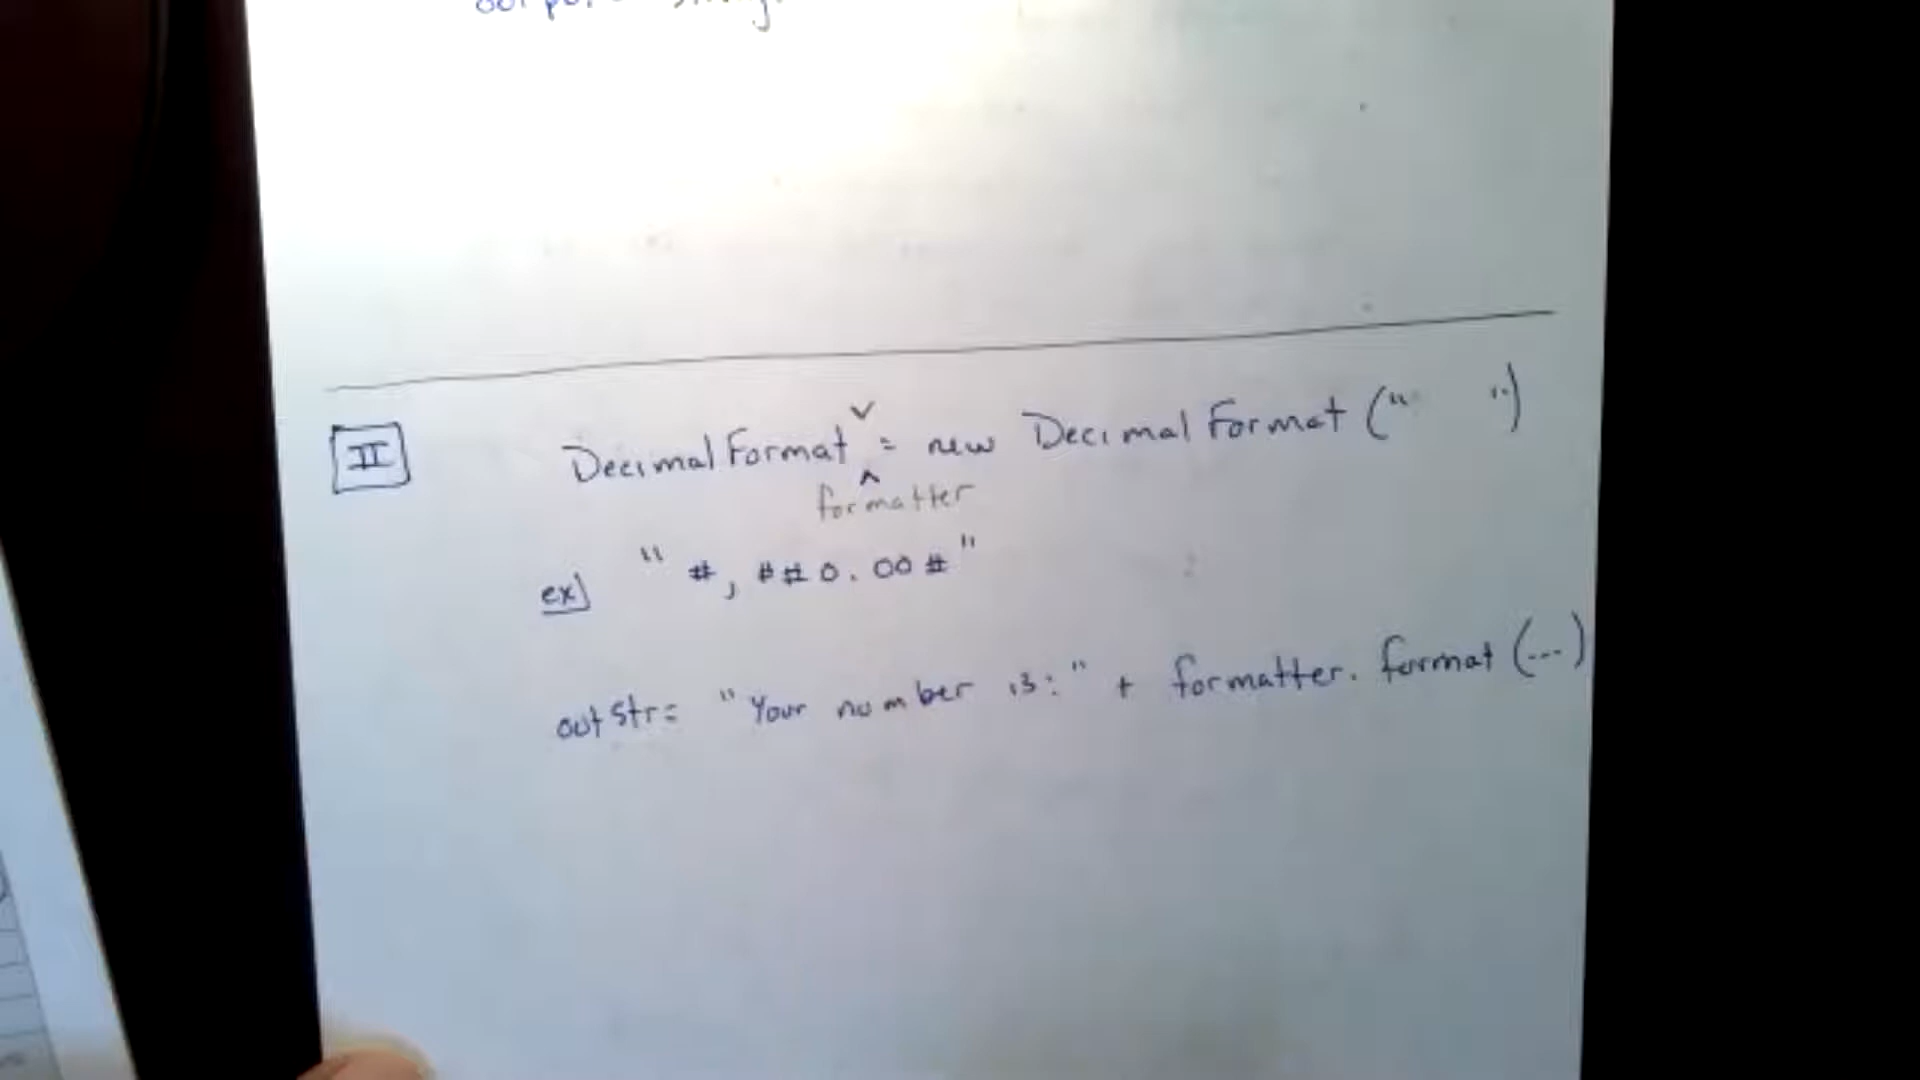 II DecimalFormat = new DecimalFormat (" ")
formatter
ex] "#,##0.00#"
outStr= "Your number is:" + formatter.format(...)